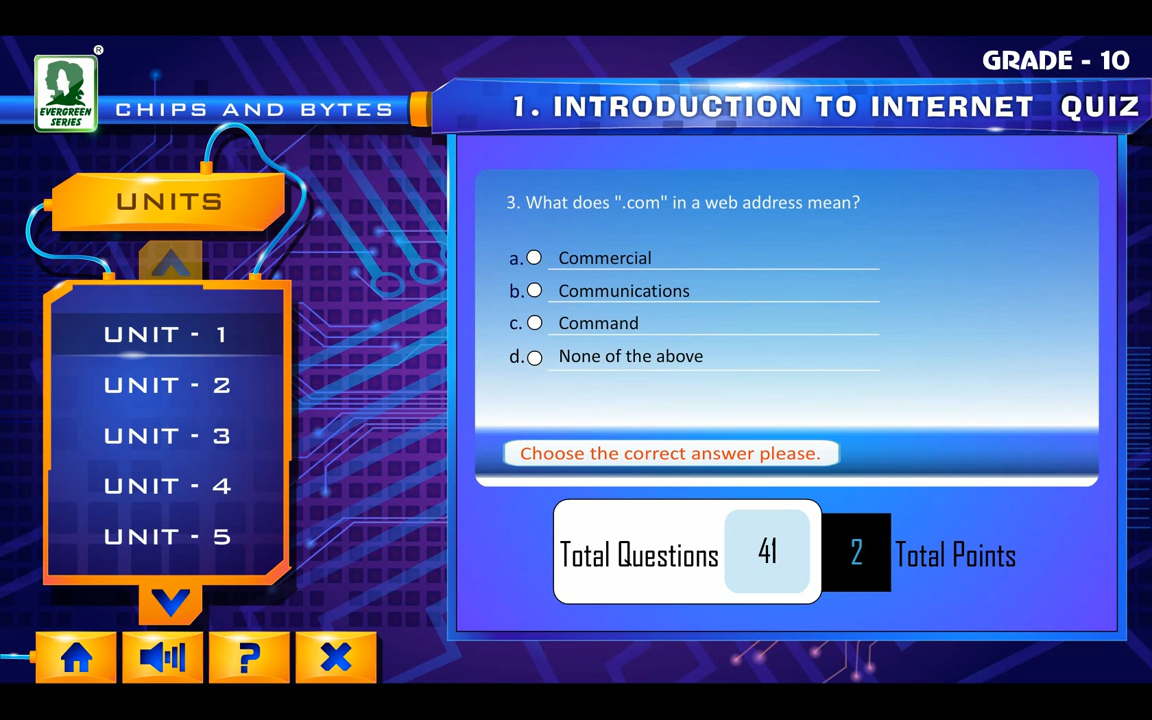 ®
EVERGREEN
SERIES
CHIPS AND BYTES
GRADE - 10
1. INTRODUCTION TO INTERNET QUIZ
UNITS
UNIT - 1
UNIT - 2
UNIT - 3
UNIT - 4
UNIT - 5
?
3. What does ".com" in a web address mean?
a. Commercial
b. Communications
c. Command
d. None of the above
Choose the correct answer please.
Total Questions 41 2 Total Points